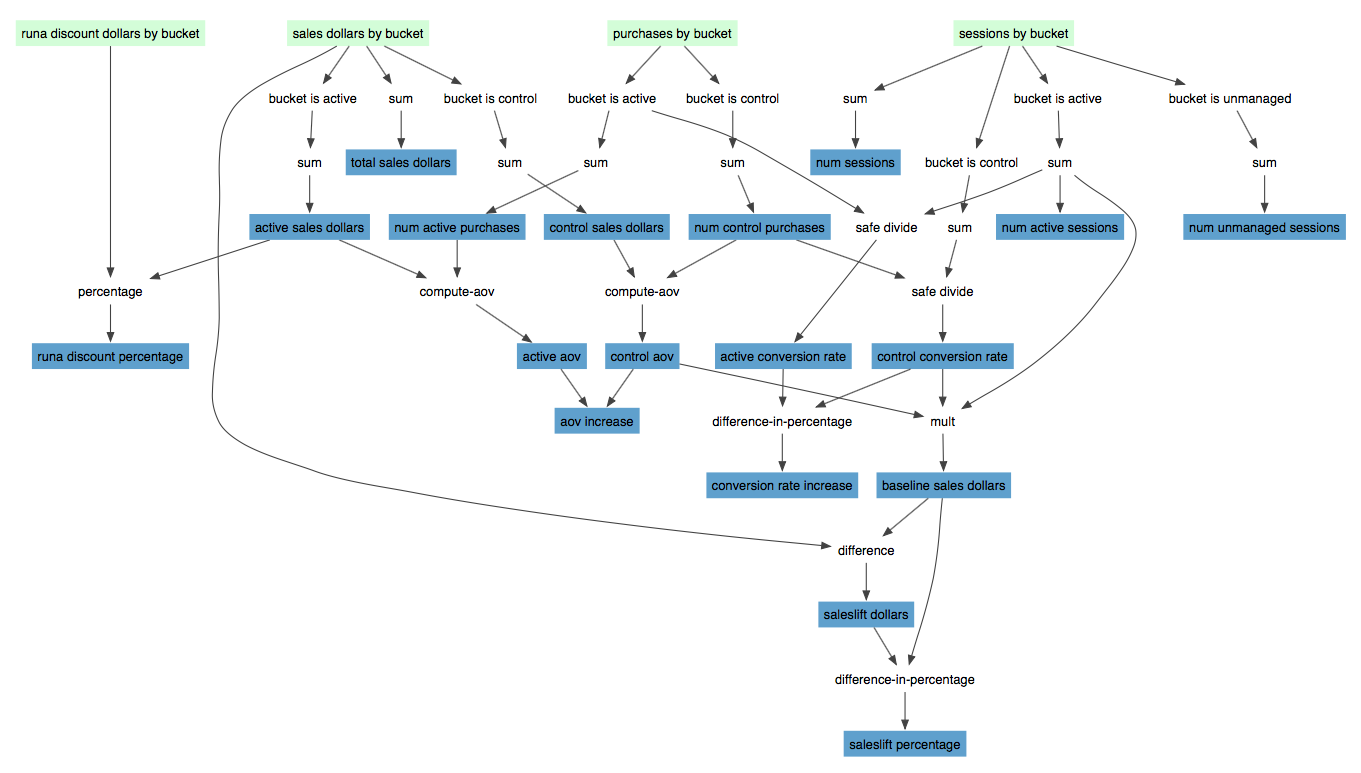 runa discount dollars by bucket
sales dollars by bucket
purchases by bucket
sessions by bucket
bucket is active
sum
bucket is control
bucket is active
bucket is control
sum
bucket is active
bucket is unmanaged
sum
total sales dollars
sum
sum
sum
num sessions
bucket is control
sum
sum
active sales dollars
num active purchases
control sales dollars
num control purchases
safe divide
sum
num active sessions
num unmanaged sessions
percentage
compute-aov
compute-aov
safe divide
runa discount percentage
active aov
control aov
active conversion rate
control conversion rate
aov increase
difference-in-percentage
mult
conversion rate increase
baseline sales dollars
difference
saleslift dollars
difference-in-percentage
saleslift percentage